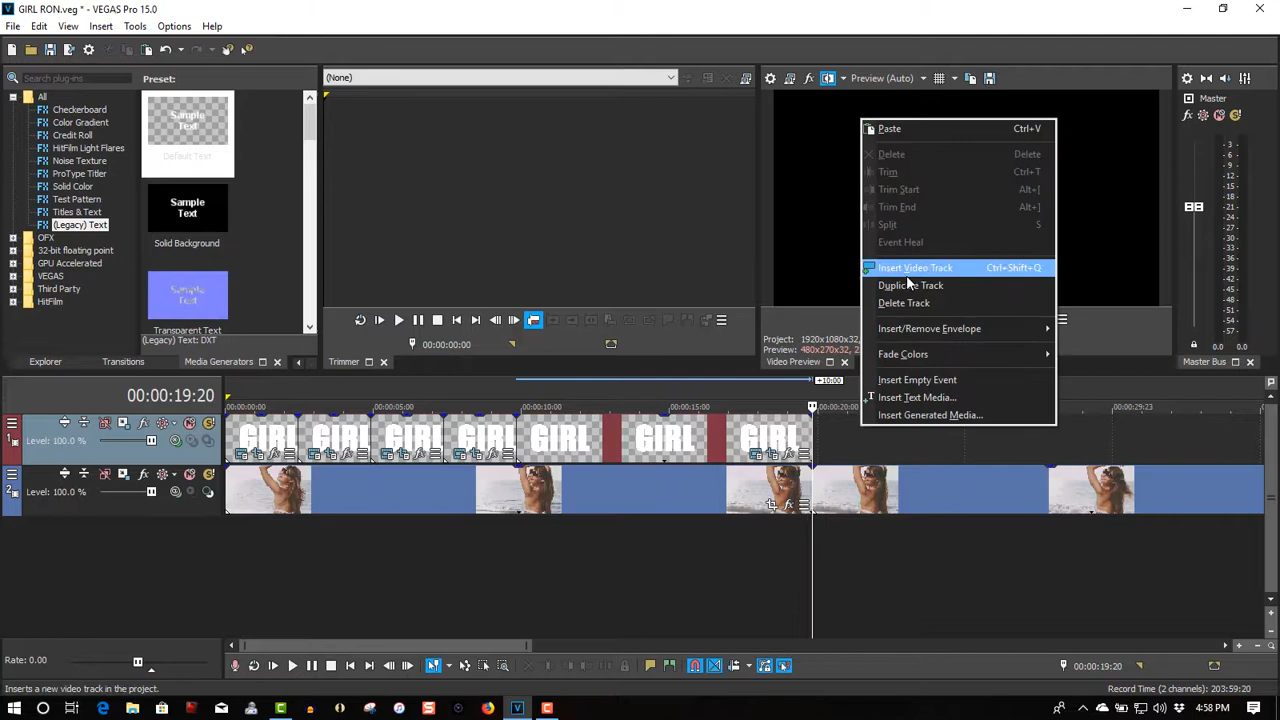 GIRL RON.veg * - VEGAS Pro 15.0
File Edit View Insert Tools Options Help
Search plug-ins
Preset:
(None)
Preview (Auto)
Master
All
Checkerboard
Color Gradient
Credit Roll
HitFilm Light Flares
Noise Texture
ProType Titler
Solid Color
Test Pattern
Titles & Text
(Legacy) Text
OFX
32-bit floating point
GPU Accelerated
VEGAS
Third Party
HitFilm
Sample
Text
Default Text
Sample
Text
Solid Background
Sample
Text
Transparent Text
(Legacy) Text: DXT
Explorer Transitions Media Generators
00:00:00:00
Trimmer
Project: 1920x1080x32,
Preview: 480x270x32, 2
Video Preview
Paste Ctrl+V
Delete Delete
Trim Ctrl+T
Trim Start Alt+[
Trim End Alt+]
Split S
Event Heal
Insert Video Track Ctrl+Shift+Q
Duplicate Track
Delete Track
Insert/Remove Envelope
Fade Colors
Insert Empty Event
Insert Text Media...
Insert Generated Media...
- 3 -
- 6 -
- 9 -
- 12 -
- 15 -
- 18 -
- 21 -
- 24 -
- 27 -
- 30 -
- 33 -
- 36 -
- 39 -
- 42 -
- 45 -
- 48 -
- 51 -
- 54 -
- 57 -
0.0 0.0
Master Bus
00:00:19:20
+10:00
00:00:00:00 00:00:05:00 00:00:10:00 00:00:15:00 00:00:20:00 00:00:29:23
1
Level: 100.0 %
GIRL GIRL GIRL GIRL GIRL GIRL GIRL
2
Level: 100.0 %
Rate: 0.00
00:00:19:20
Inserts a new video track in the project.
Record Time (2 channels): 203:59:20
4:58 PM